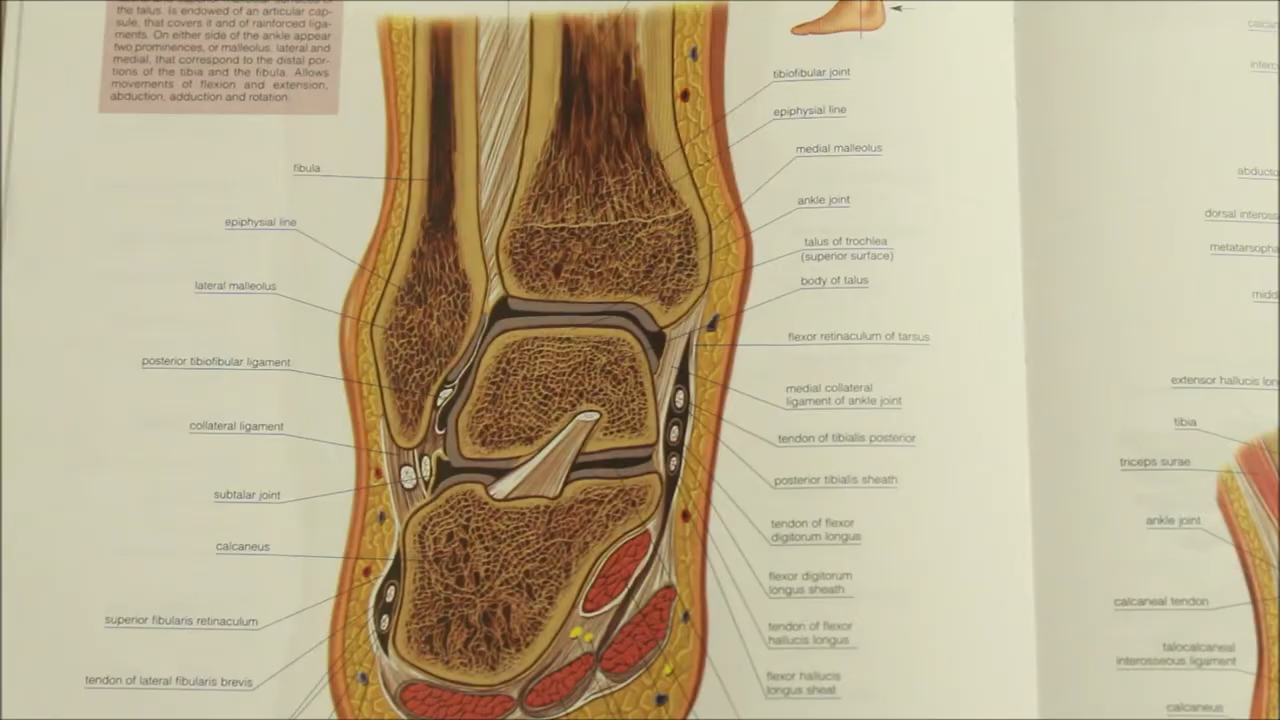 the talus. Is endowed of an articular cap-
sule, that covers it and of rainforced liga-
ments. On either side of the ankle appear
two prominences, or malleolus, lateral and
medial, that correspond to the distal por-
tions of the tibia and the fibula. Allows
movements of flexion and extension,
abduction, adduction and rotation.
fibula
epiphysial line
lateral malleolus
posterior tibiofibular ligament
collateral ligament
subtalar joint
calcaneus
superior fibularis retinaculum
tendon of lateral fibularis brevis
tibiofibular joint
epiphysial line
medial malleolus
ankle joint
talus of trochlea
(superior surface)
body of talus
flexor retinaculum of tarsus
medial collateral
ligament of ankle joint
tendon of tibialis posterior
posterior tibialis sheath
tendon of flexor
digitorum longus
flexor digitorum
longus sheath
tendon of flexor
hallucis longus
flexor hallucis
longus sheat
dorsal inteross
metatarsopha
midd
extensor hallucis lon
tibia
triceps surae
ankle joint
calcaneal tendon
talocalcaneal
interosseous ligament
calcaneus